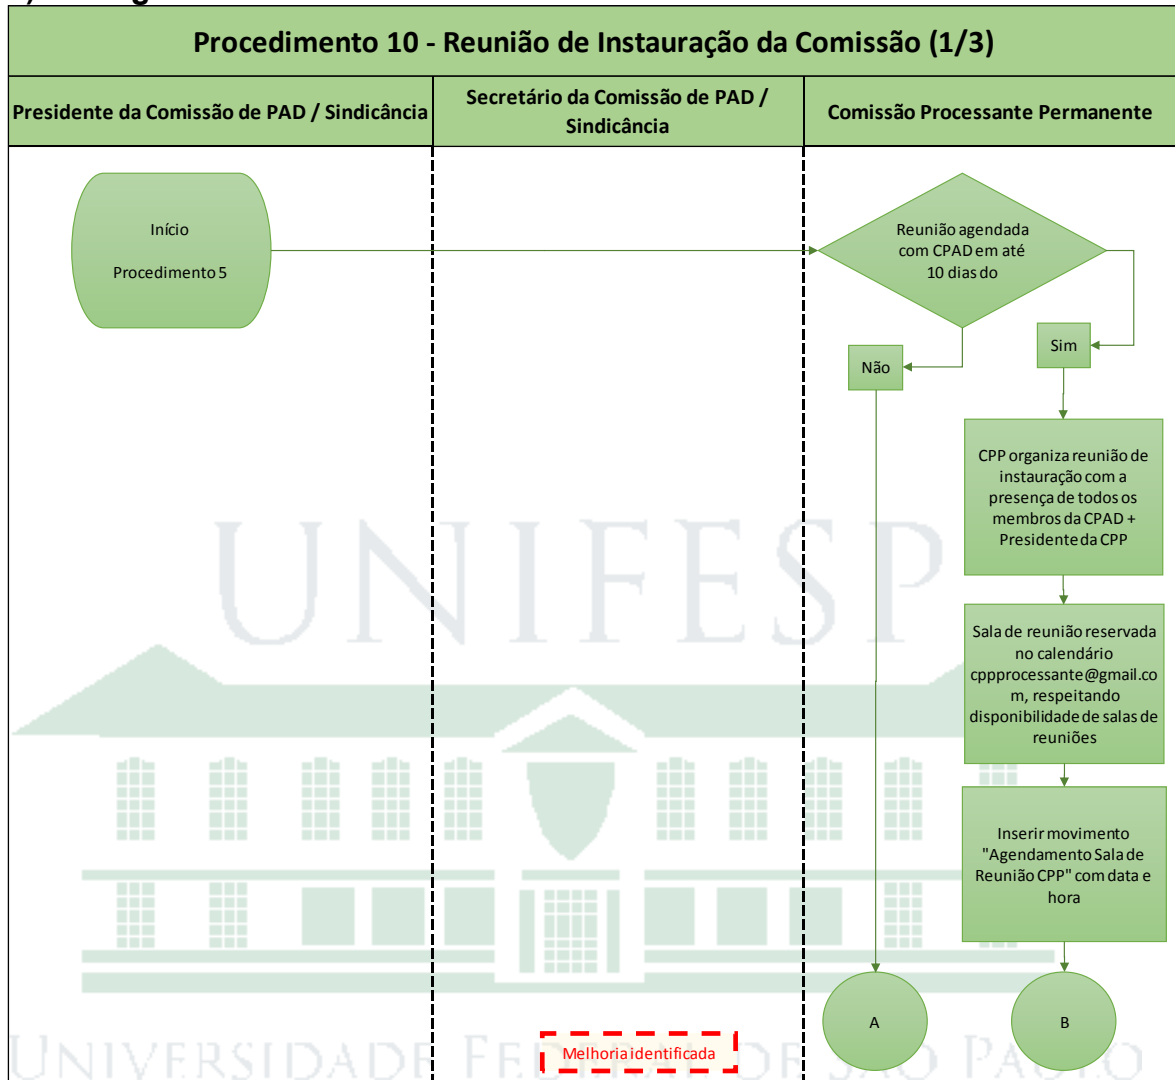 Procedimento 10 - Reunião de Instauração da Comissão (1/3)
Presidente da Comissão de PAD / Sindicância
Secretário da Comissão de PAD /
Sindicância
Comissão Processante Permanente
Início
Procedimento 5
Reunião agendada
com CPAD em até
10 dias do
Não
Sim
CPP organiza reunião de
instauração com a
presença de todos os
membros da CPAD +
Presidente da CPP
UNIFESP
Sala de reunião reservada
no calendário
cppprocessante@gmail.co
m, respeitando
disponibilidade de salas de
reuniões
Inserir movimento
"Agendamento Sala de
Reunião CPP" com data e
hora
A
B
Melhoria identificada
UNIVERSIDADE FEDERAL DE SÃO PAULO